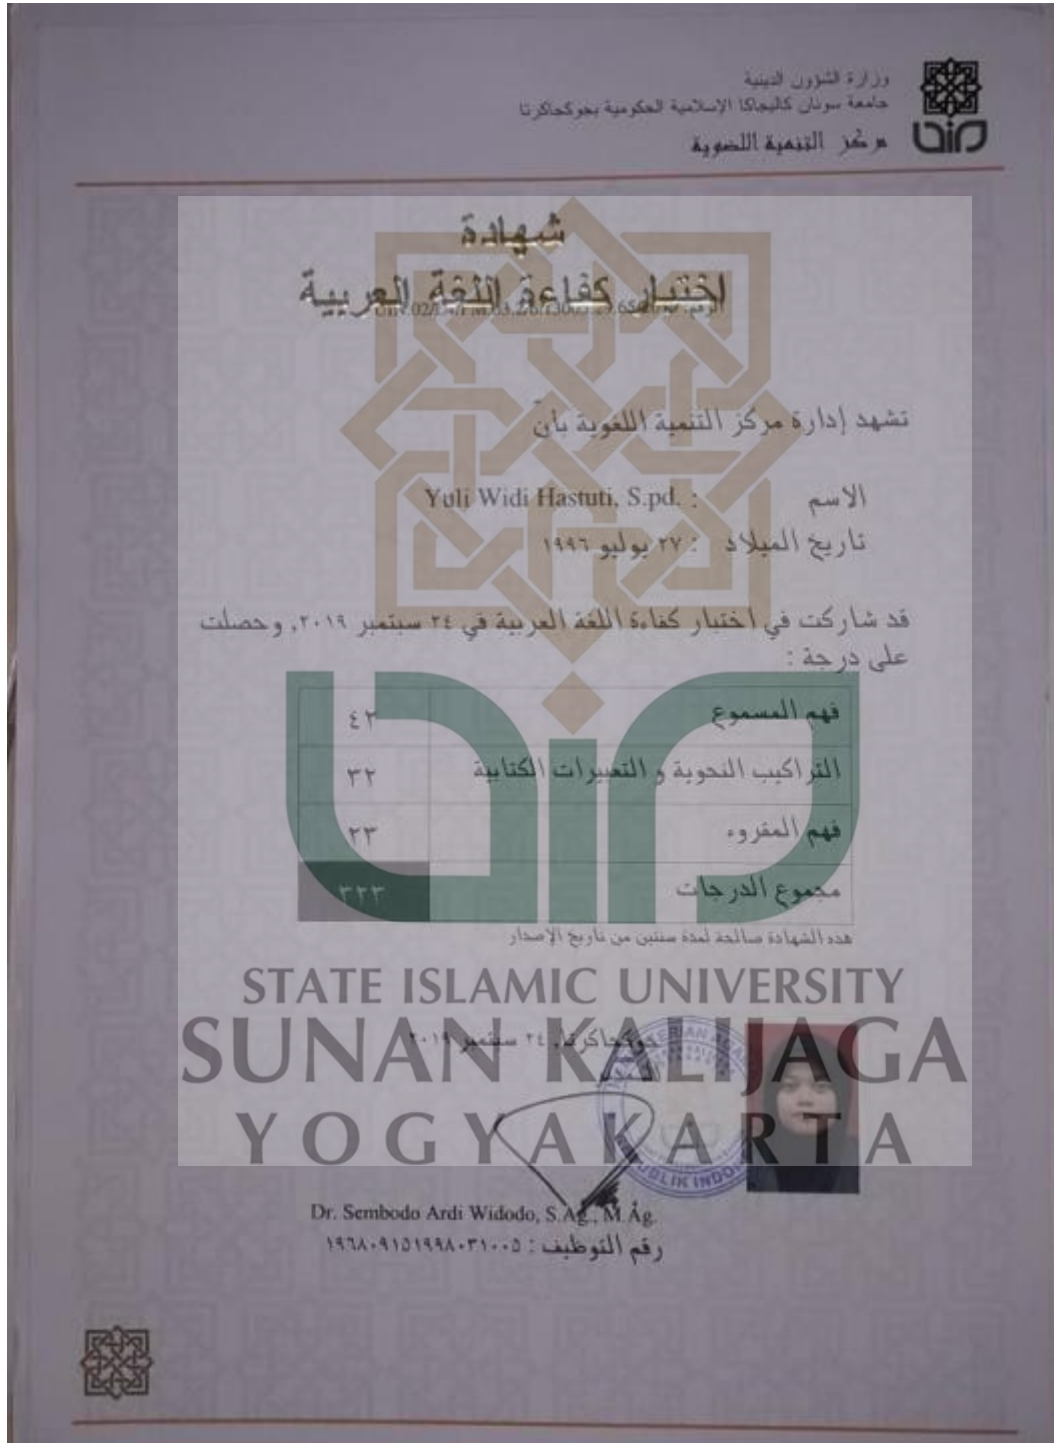 وزارة الشؤون الدينية
جامعة سونان كاليجاكا الإسلامية الحكومية بجوكجاكرتا
مركز التنمية اللغوية
شهادة
اختبار كفاءة اللغة العربية
تشهد إدارة مركز التنمية اللغوية بأنّ
الاسم : Yuli Widi Hastuti, S.pd.
تاريخ الميلاد : ٢٧ يوليو ١٩٩٦
قد شاركت في اختبار كفاءة اللغة العربية في ٢٤ سبتمبر ٢٠١٩, وحصلت
على درجة :
فهم المسموع ٤٢
التراكيب النحوية و التعبيرات الكتابية ٣٢
فهم المقروء ٢٣
مجموع الدرجات ٣٢٣
هذه الشهادة صالحة لمدة سنتين من تاريخ الإصدار
STATE ISLAMIC UNIVERSITY
جوكجاكرتا, ٢٤ سبتمبر ٢٠١٩
SUNAN KALIJAGA
YOGYAKARTA
Dr. Sembodo Ardi Widodo, S.Ag., M.Ag.
رقم التوظيف : ١٩٦٨٠٩١٥١٩٩٨٠٣١٠٠٥